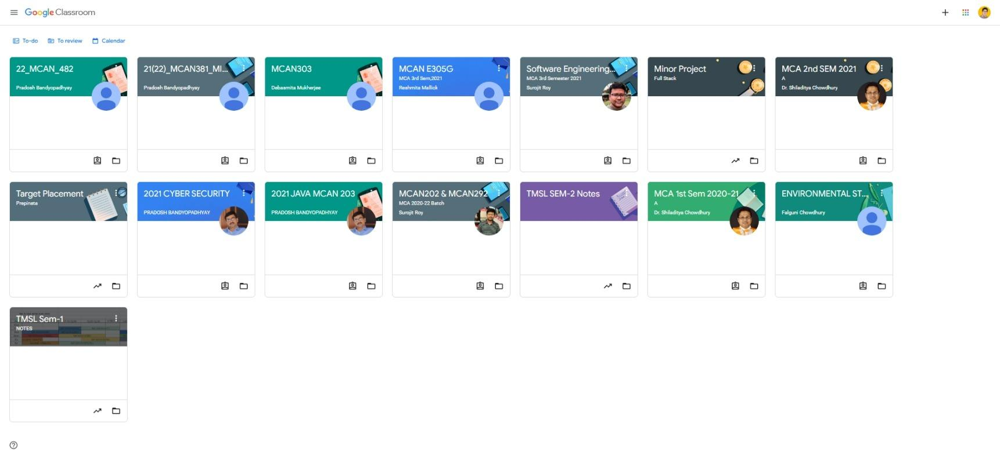 Google Classroom
To-do To review Calendar
22_MCAN_482
Pradosh Bandyopadhyay
21(22)_MCAN381_MI...
Pradosh Bandyopadhyay
MCAN303
Debasmita Mukherjee
MCAN E305G
MCA 3rd Sem,2021
Reshmita Mallick
Software Engineering...
MCA 3rd Semester 2021
Surojit Roy
Minor Project
Full Stack
MCA 2nd SEM 2021
A
Dr. Shiladitya Chowdhury
Target Placement
Prepinsta
2021 CYBER SECURITY
PRADOSH BANDYOPADHYAY
2021 JAVA MCAN 203
PRADOSH BANDYOPADHYAY
MCAN202 & MCAN292
MCA 2020-22 Batch
Surojit Roy
TMSL SEM-2 Notes
MCA 1st Sem 2020-21
A
Dr. Shiladitya Chowdhury
ENVIRONMENTAL ST...
Falguni Chowdhury
TMSL Sem-1
NOTES